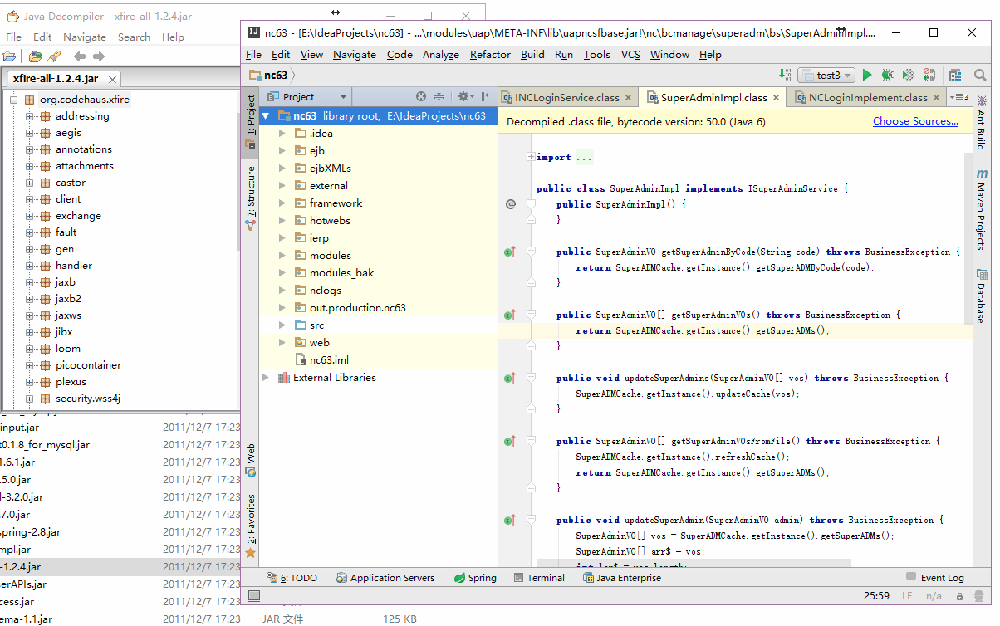 Java Decompiler - xfire-all-1.2.4.jar
File Edit Navigate Search Help
xfire-all-1.2.4.jar
org.codehaus.xfire
addressing
aegis
annotations
attachments
castor
client
exchange
fault
gen
handler
jaxb
jaxb2
jaxws
jibx
loom
picocontainer
plexus
security.wss4j
input.jar 2011/12/7 17:23
t0.1.8_for_mysql.jar 2011/12/7 17:23
1.6.1.jar 2011/12/7 17:23
.5.0.jar 2011/12/7 17:23
l-3.2.0.jar 2011/12/7 17:23
.7.0.jar 2011/12/7 17:23
spring-2.8.jar 2011/12/7 17:23
mpl.jar 2011/12/7 17:23
-1.2.4.jar 2011/12/7 17:23
serAPIs.jar 2011/12/7 17:23
cess.jar 2011/12/7 17:23
ema-1.1.jar 2011/12/7 17:23 JAR 文件 125 KB
nc63 - [E:\IdeaProjects\nc63] - ...\modules\uap\META-INF\lib\uapncsfbase.jar!\nc\bcmanage\superadm\bs\SuperAdminImpl....
File Edit View Navigate Code Analyze Refactor Build Run Tools VCS Window Help
nc63
test3
1: Project
7: Structure
Web
2: Favorites
Project
nc63 library root, E:\IdeaProjects\nc63
.idea
ejb
ejbXMLs
external
framework
hotwebs
ierp
modules
modules_bak
nclogs
out.production.nc63
src
web
nc63.iml
External Libraries
INCLoginService.class
SuperAdminImpl.class
NCLoginImplement.class
Decompiled .class file, bytecode version: 50.0 (Java 6) Choose Sources...
import ...
public class SuperAdminImpl implements ISuperAdminService {
public SuperAdminImpl() {
}
public SuperAdminVO getSuperAdminByCode(String code) throws BusinessException {
return SuperADMCache.getInstance().getSuperADMByCode(code);
}
public SuperAdminVO[] getSuperAdminVOs() throws BusinessException {
return SuperADMCache.getInstance().getSuperADMs();
}
public void updateSuperAdmins(SuperAdminVO[] vos) throws BusinessException {
SuperADMCache.getInstance().updateCache(vos);
}
public SuperAdminVO[] getSuperAdminVOsFromFile() throws BusinessException {
SuperADMCache.getInstance().refreshCache();
return SuperADMCache.getInstance().getSuperADMs();
}
public void updateSuperAdmin(SuperAdminVO admin) throws BusinessException {
SuperAdminVO[] vos = SuperADMCache.getInstance().getSuperADMs();
SuperAdminVO[] arr$ = vos;
int len$ = vos.length;
Ant Build
Maven Projects
Database
6: TODO Application Servers Spring Terminal Java Enterprise Event Log
25:59 LF n/a